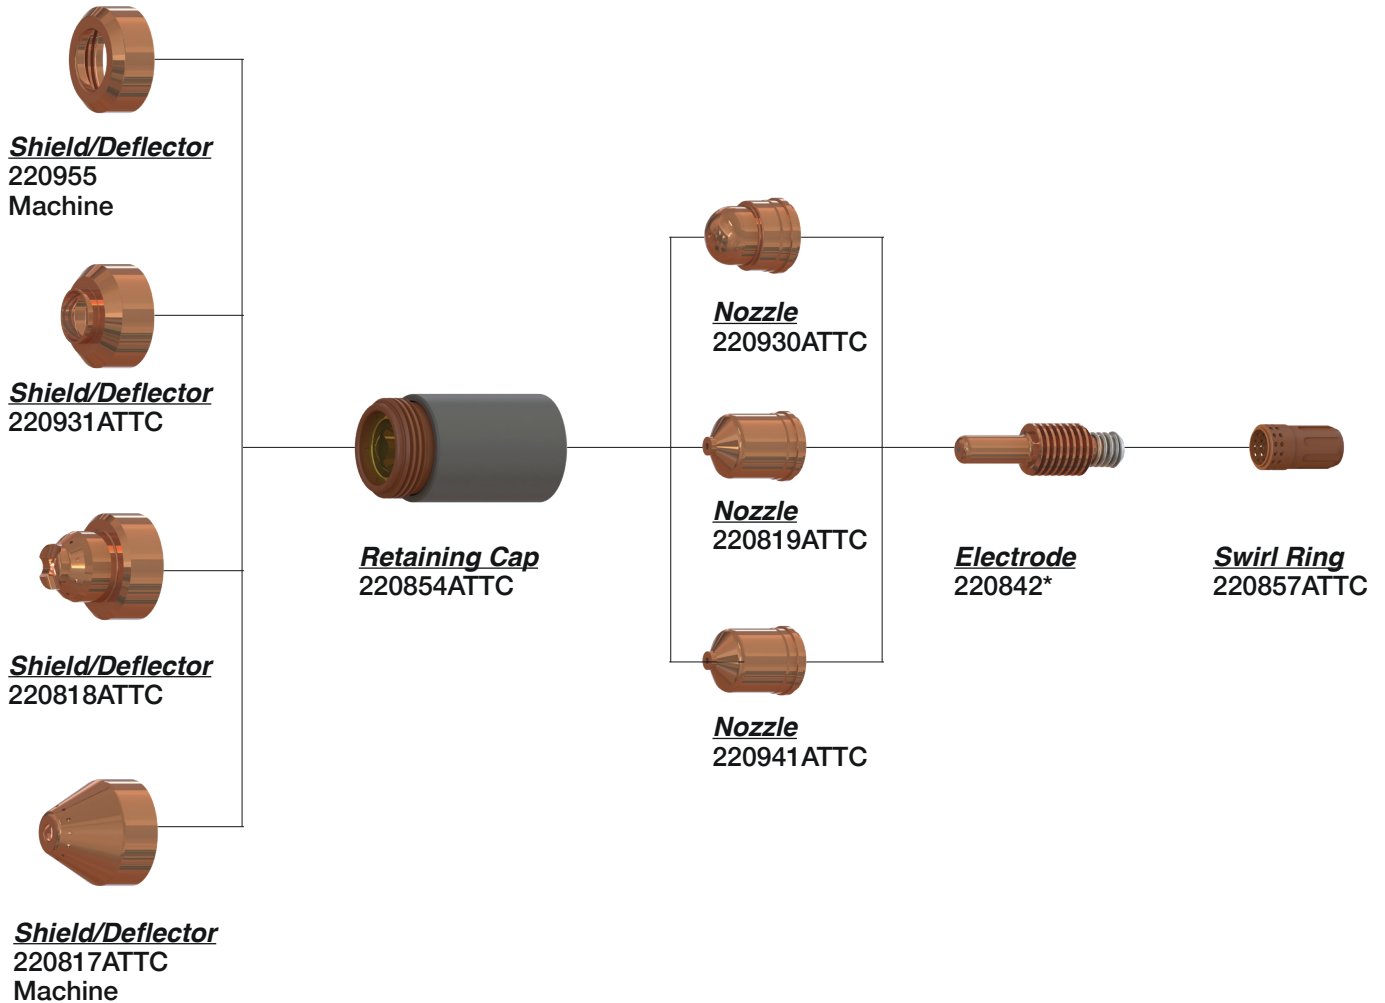 Shield/Deflector
220955
Machine
Shield/Deflector
220931ATTC
Shield/Deflector
220818ATTC
Shield/Deflector
220817ATTC
Machine
Retaining Cap
220854ATTC
Nozzle
220930ATTC
Nozzle
220819ATTC
Nozzle
220941ATTC
Electrode
220842*
Swirl Ring
220857ATTC